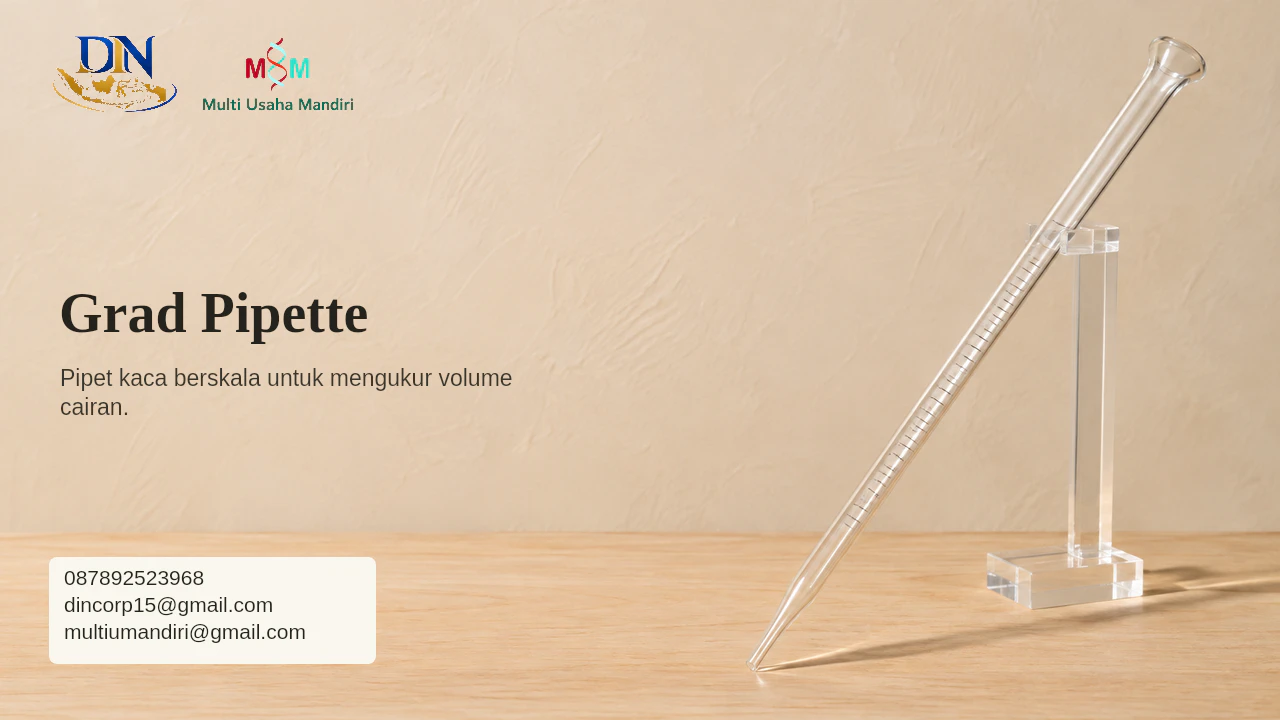 DIN
MSM
Multi Usaha Mandiri
Grad Pipette
Pipet kaca berskala untuk mengukur volume
cairan.
087892523968
dincorp15@gmail.com
multiumandiri@gmail.com